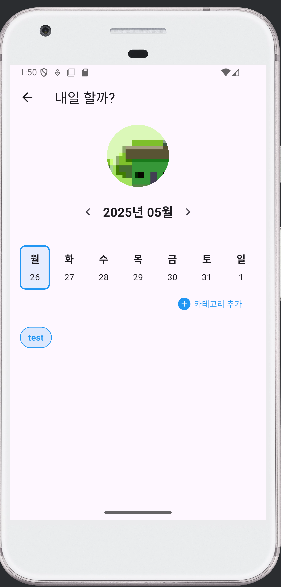 1:50
내일 할까?
2025년 05월
월 화 수 목 금 토 일
26 27 28 29 30 31 1
카테고리 추가
test